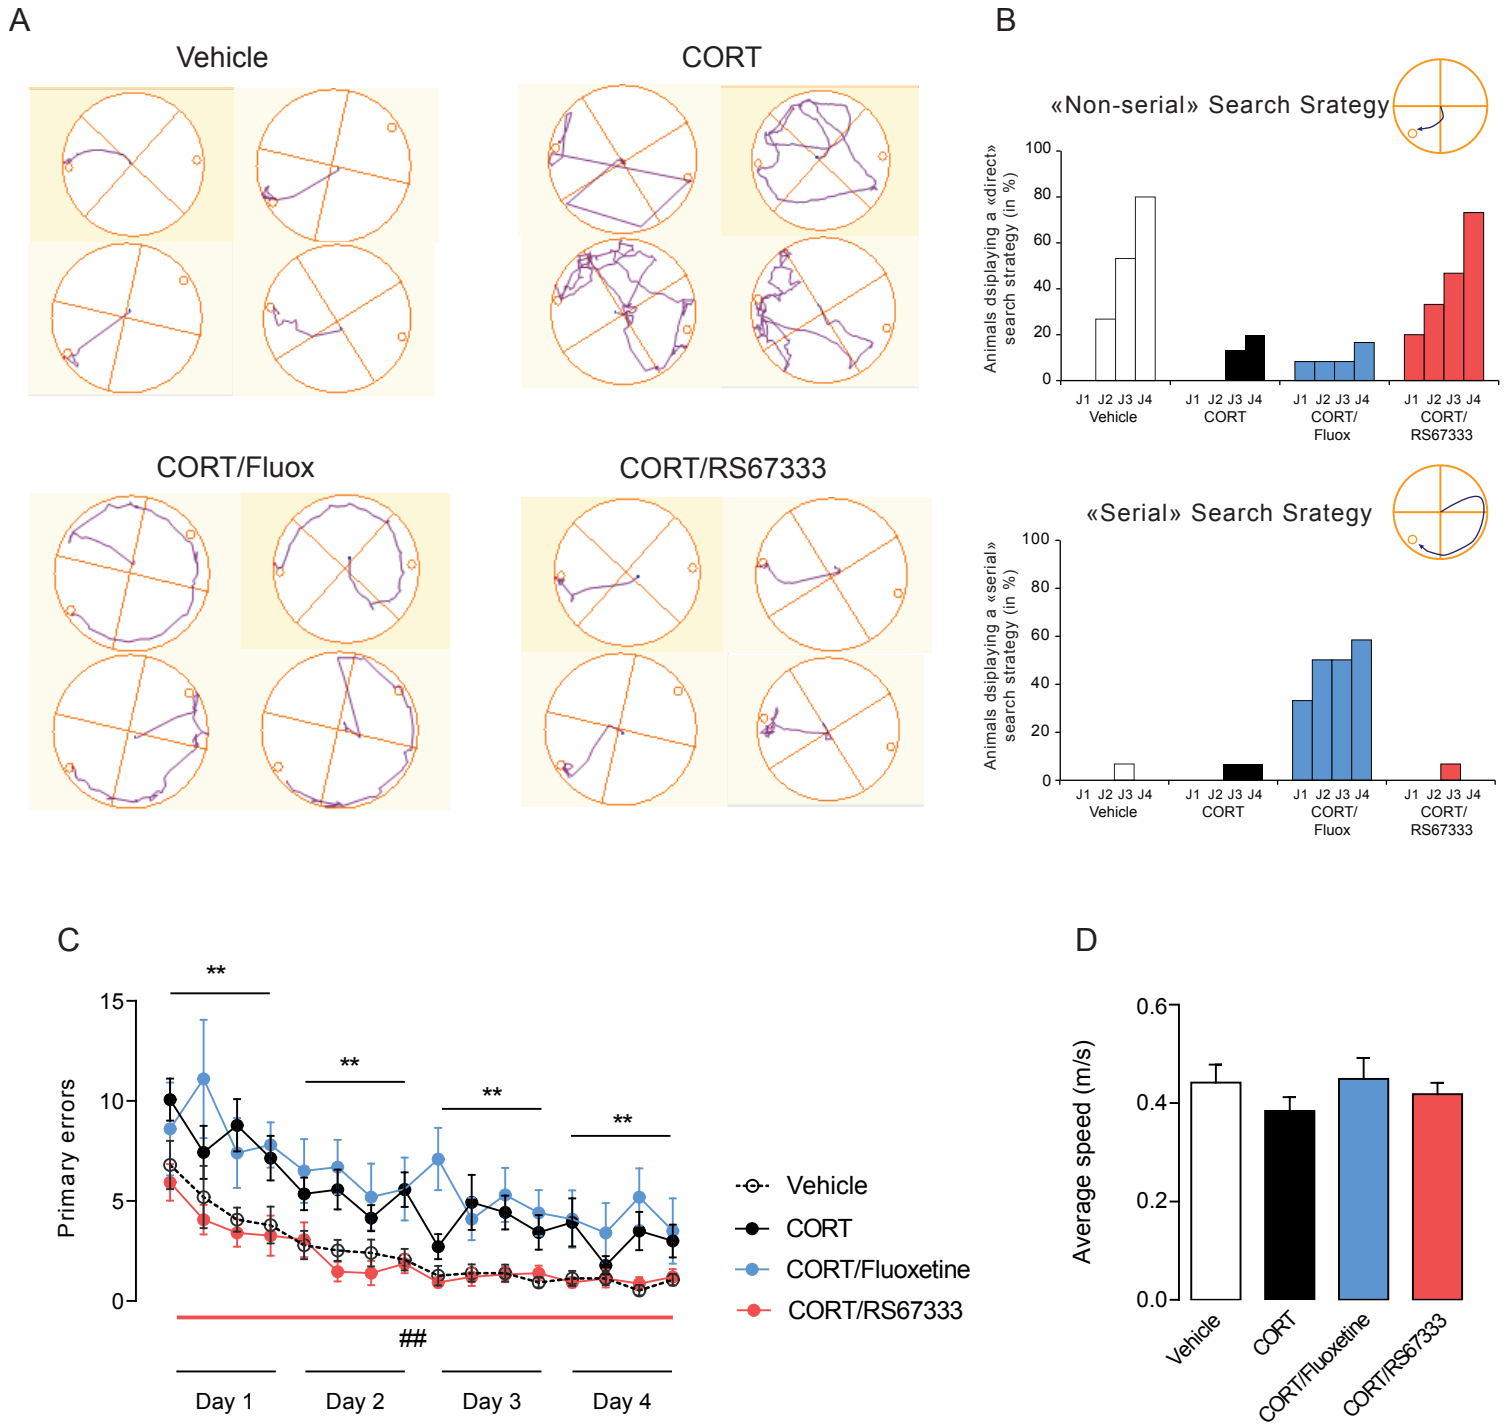 A
Vehicle
CORT
CORT/Fluox
CORT/RS67333
B
«Non-serial» Search Srategy
Animals dsiplaying a «direct»
search strategy (in %)
100
80
60
40
20
0
J1 J2 J3 J4
J1 J2 J3 J4
J1 J2 J3 J4
J1 J2 J3 J4
Vehicle
CORT
CORT/
Fluox
CORT/
RS67333
«Serial» Search Srategy
Animals dsiplaying a «serial»
search strategy (in %)
100
80
60
40
20
0
J1 J2 J3 J4
J1 J2 J3 J4
J1 J2 J3 J4
J1 J2 J3 J4
Vehicle
CORT
CORT/
Fluox
CORT/
RS67333
C
Primary errors
15
10
5
0
**
**
**
**
##
Day 1
Day 2
Day 3
Day 4
Vehicle
CORT
CORT/Fluoxetine
CORT/RS67333
D
Average speed (m/s)
0.6
0.4
0.2
0.0
Vehicle
CORT
CORT/Fluoxetine
CORT/RS67333